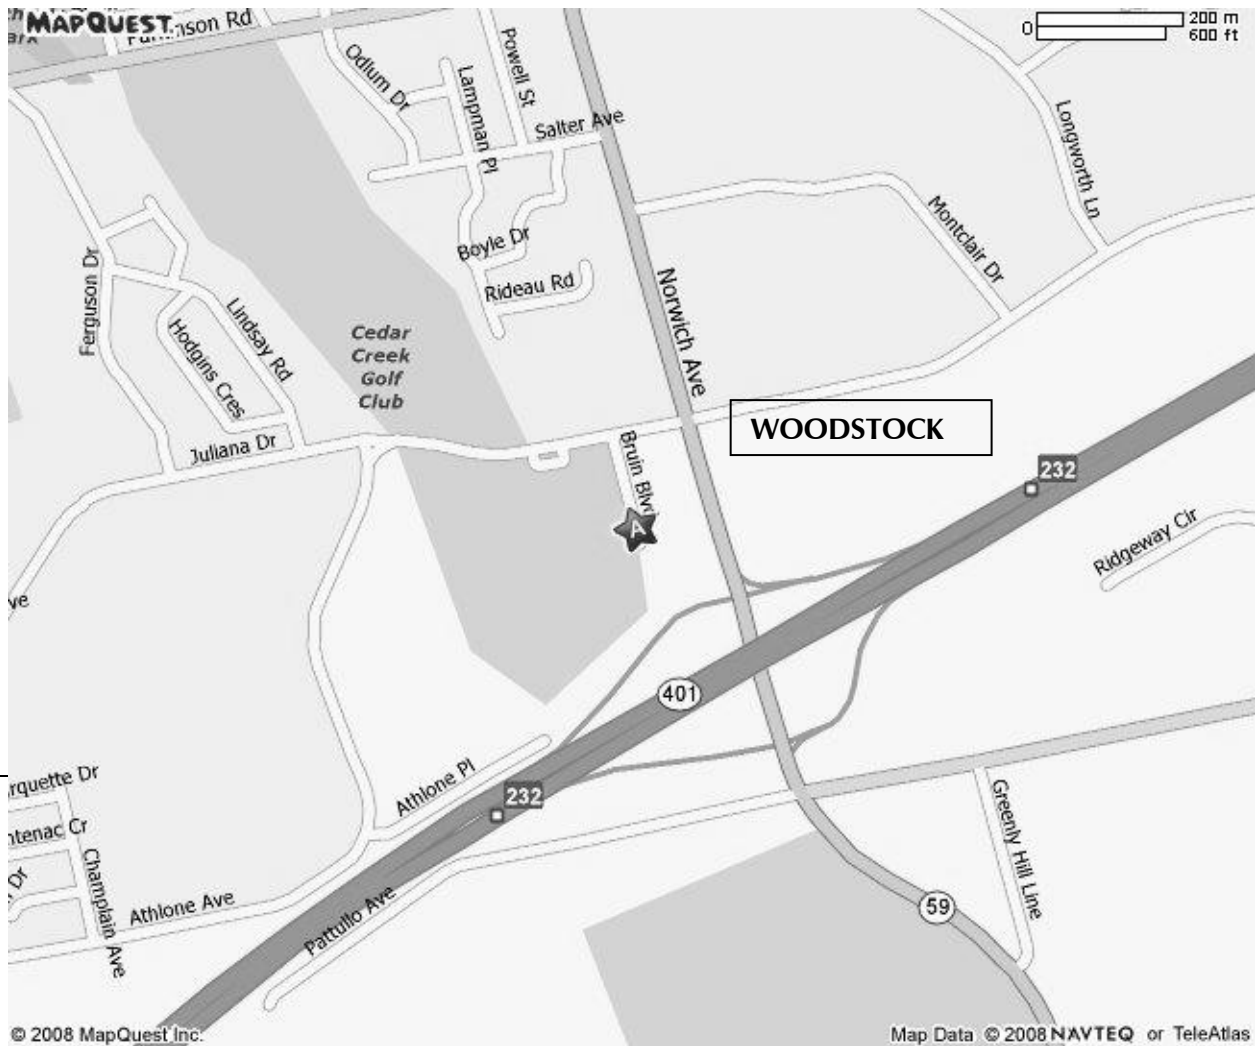 MAPQUEST
200 m
0
600 ft
Powell St
Odlum Dr
Lampman Pl
Salter Ave
Longworth Ln
Montclair Dr
Boyle Dr
Rideau Rd
Ferguson Dr
Lindsay Rd
Hodgins Cres
Norwich Ave
Cedar
Creek
Golf
Club
WOODSTOCK
Juliana Dr
Bruin Blvd
A
232
Ridgeway Cir
401
Athlone Pl
232
Greenly Hill Line
Champlain Ave
Athlone Ave
Pattullo Ave
59
© 2008 MapQuest Inc.
Map Data © 2008 NAVTEQ or TeleAtlas